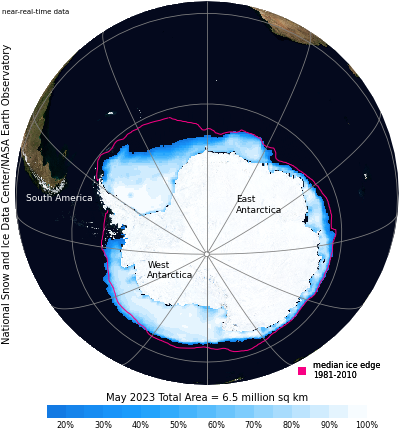 near-real-time data
National Snow and Ice Data Center/NASA Earth Observatory
South America
East
Antarctica
West
Antarctica
median ice edge
1981-2010
May 2023 Total Area = 6.5 million sq km
20% 30% 40% 50% 60% 70% 80% 90% 100%